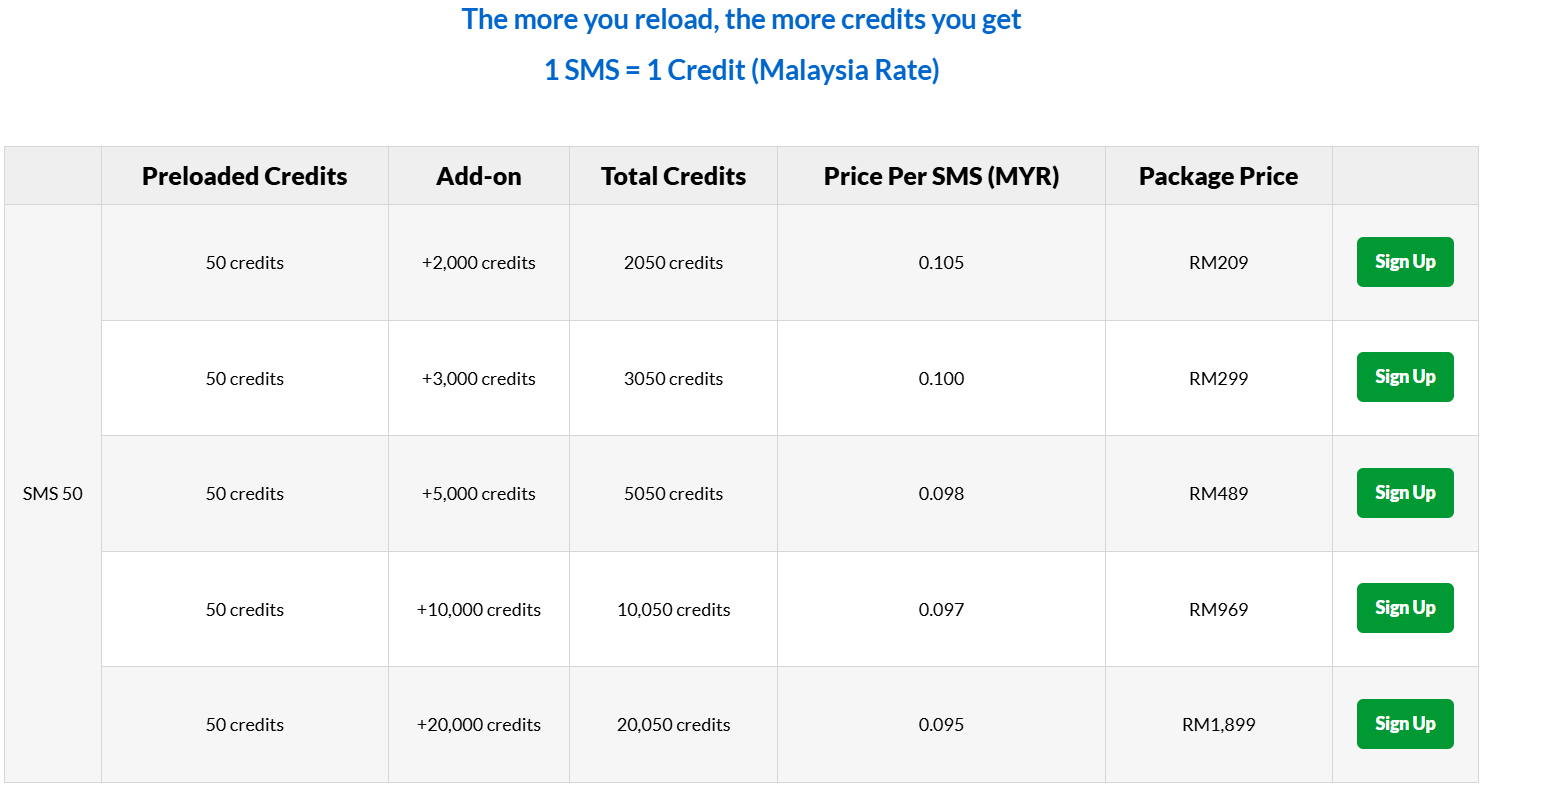 The more you reload, the more credits you get
1 SMS = 1 Credit (Malaysia Rate)
Preloaded Credits Add-on Total Credits Price Per SMS (MYR) Package Price
50 credits +2,000 credits 2050 credits 0.105 RM209 Sign Up
50 credits +3,000 credits 3050 credits 0.100 RM299 Sign Up
SMS 50 50 credits +5,000 credits 5050 credits 0.098 RM489 Sign Up
50 credits +10,000 credits 10,050 credits 0.097 RM969 Sign Up
50 credits +20,000 credits 20,050 credits 0.095 RM1,899 Sign Up